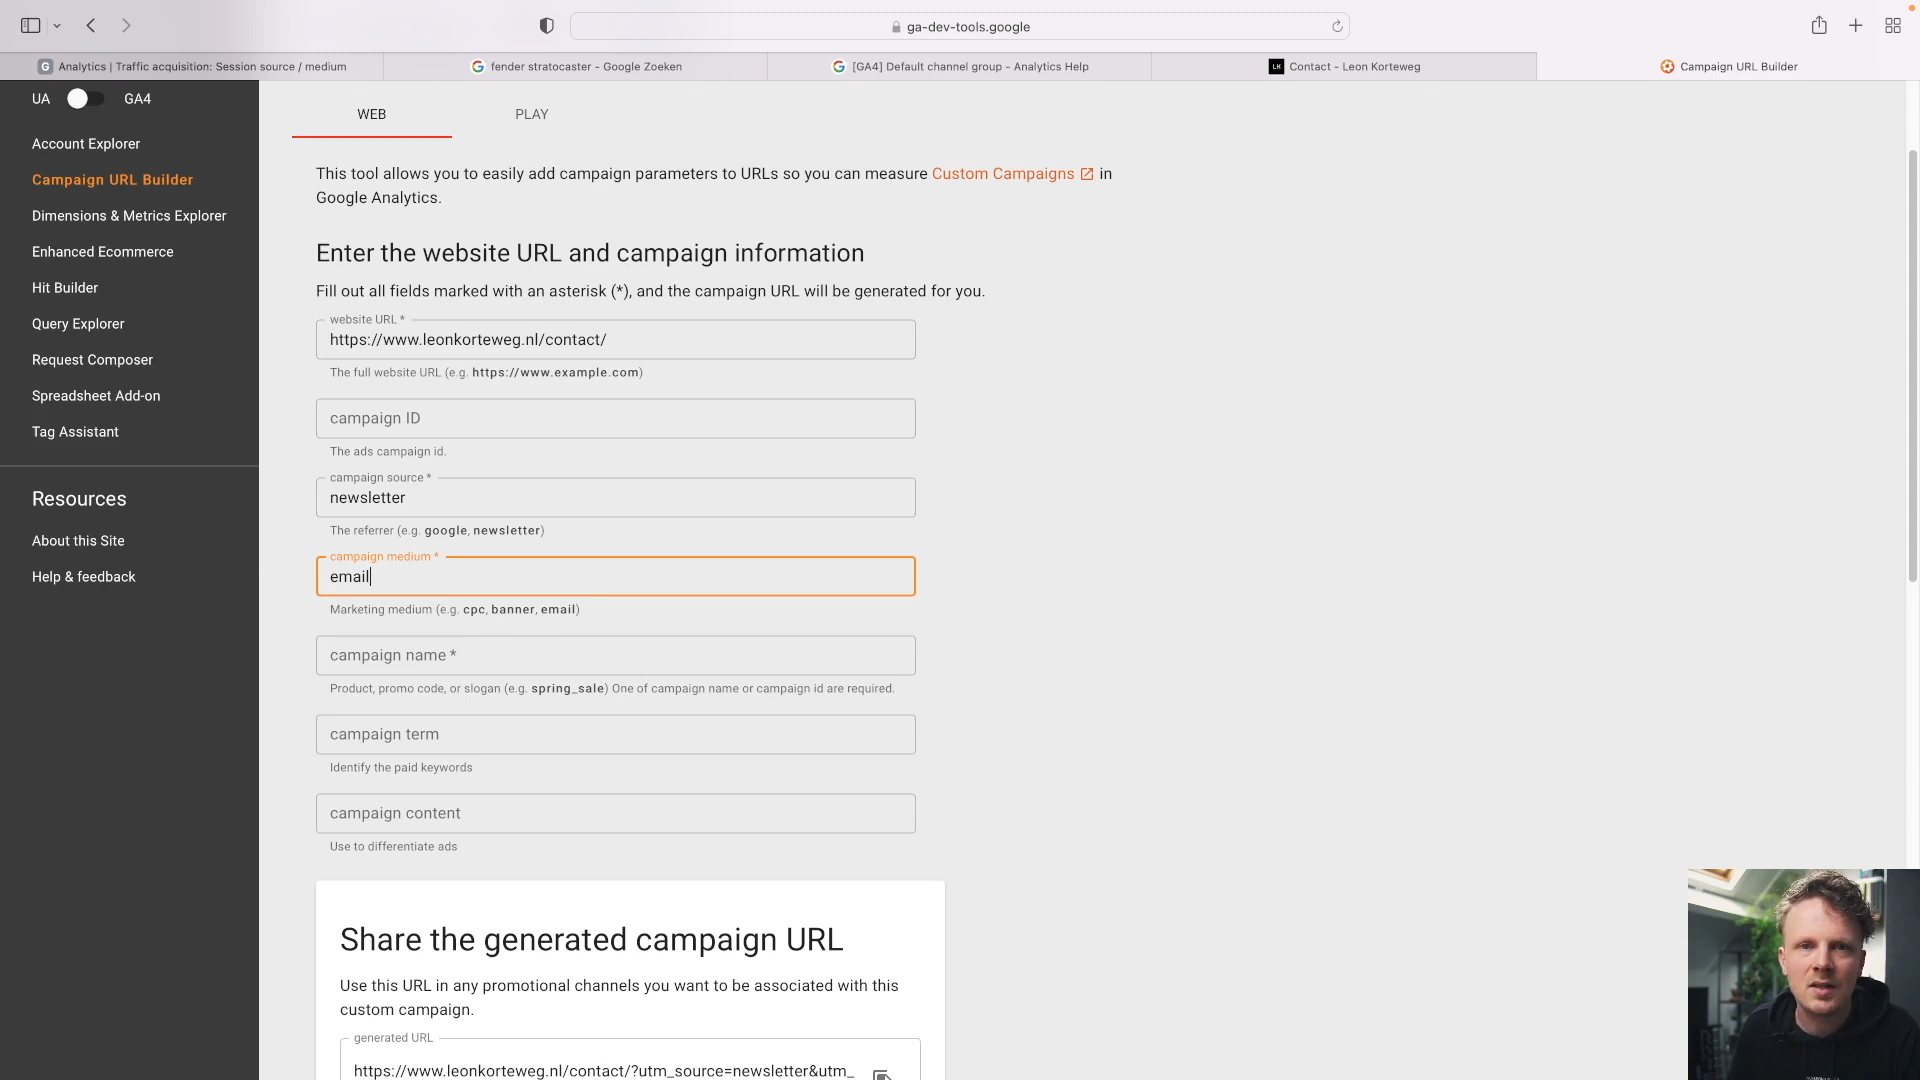 ga-dev-tools.google
G Analytics | Traffic acquisition: Session source / medium
fender stratocaster - Google Zoeken
[GA4] Default channel group - Analytics Help
LK Contact - Leon Korteweg
Campaign URL Builder
UA GA4
Account Explorer
Campaign URL Builder
Dimensions & Metrics Explorer
Enhanced Ecommerce
Hit Builder
Query Explorer
Request Composer
Spreadsheet Add-on
Tag Assistant
Resources
About this Site
Help & feedback
WEB PLAY
This tool allows you to easily add campaign parameters to URLs so you can measure Custom Campaigns in
Google Analytics.
Enter the website URL and campaign information
Fill out all fields marked with an asterisk (*), and the campaign URL will be generated for you.
website URL *
https://www.leonkorteweg.nl/contact/
The full website URL (e.g. https://www.example.com)
campaign ID
The ads campaign id.
campaign source *
newsletter
The referrer (e.g. google, newsletter)
campaign medium *
email
Marketing medium (e.g. cpc, banner, email)
campaign name *
Product, promo code, or slogan (e.g. spring_sale) One of campaign name or campaign id are required.
campaign term
Identify the paid keywords
campaign content
Use to differentiate ads
Share the generated campaign URL
Use this URL in any promotional channels you want to be associated with this
custom campaign.
generated URL
https://www.leonkorteweg.nl/contact/?utm_source=newsletter&utm_